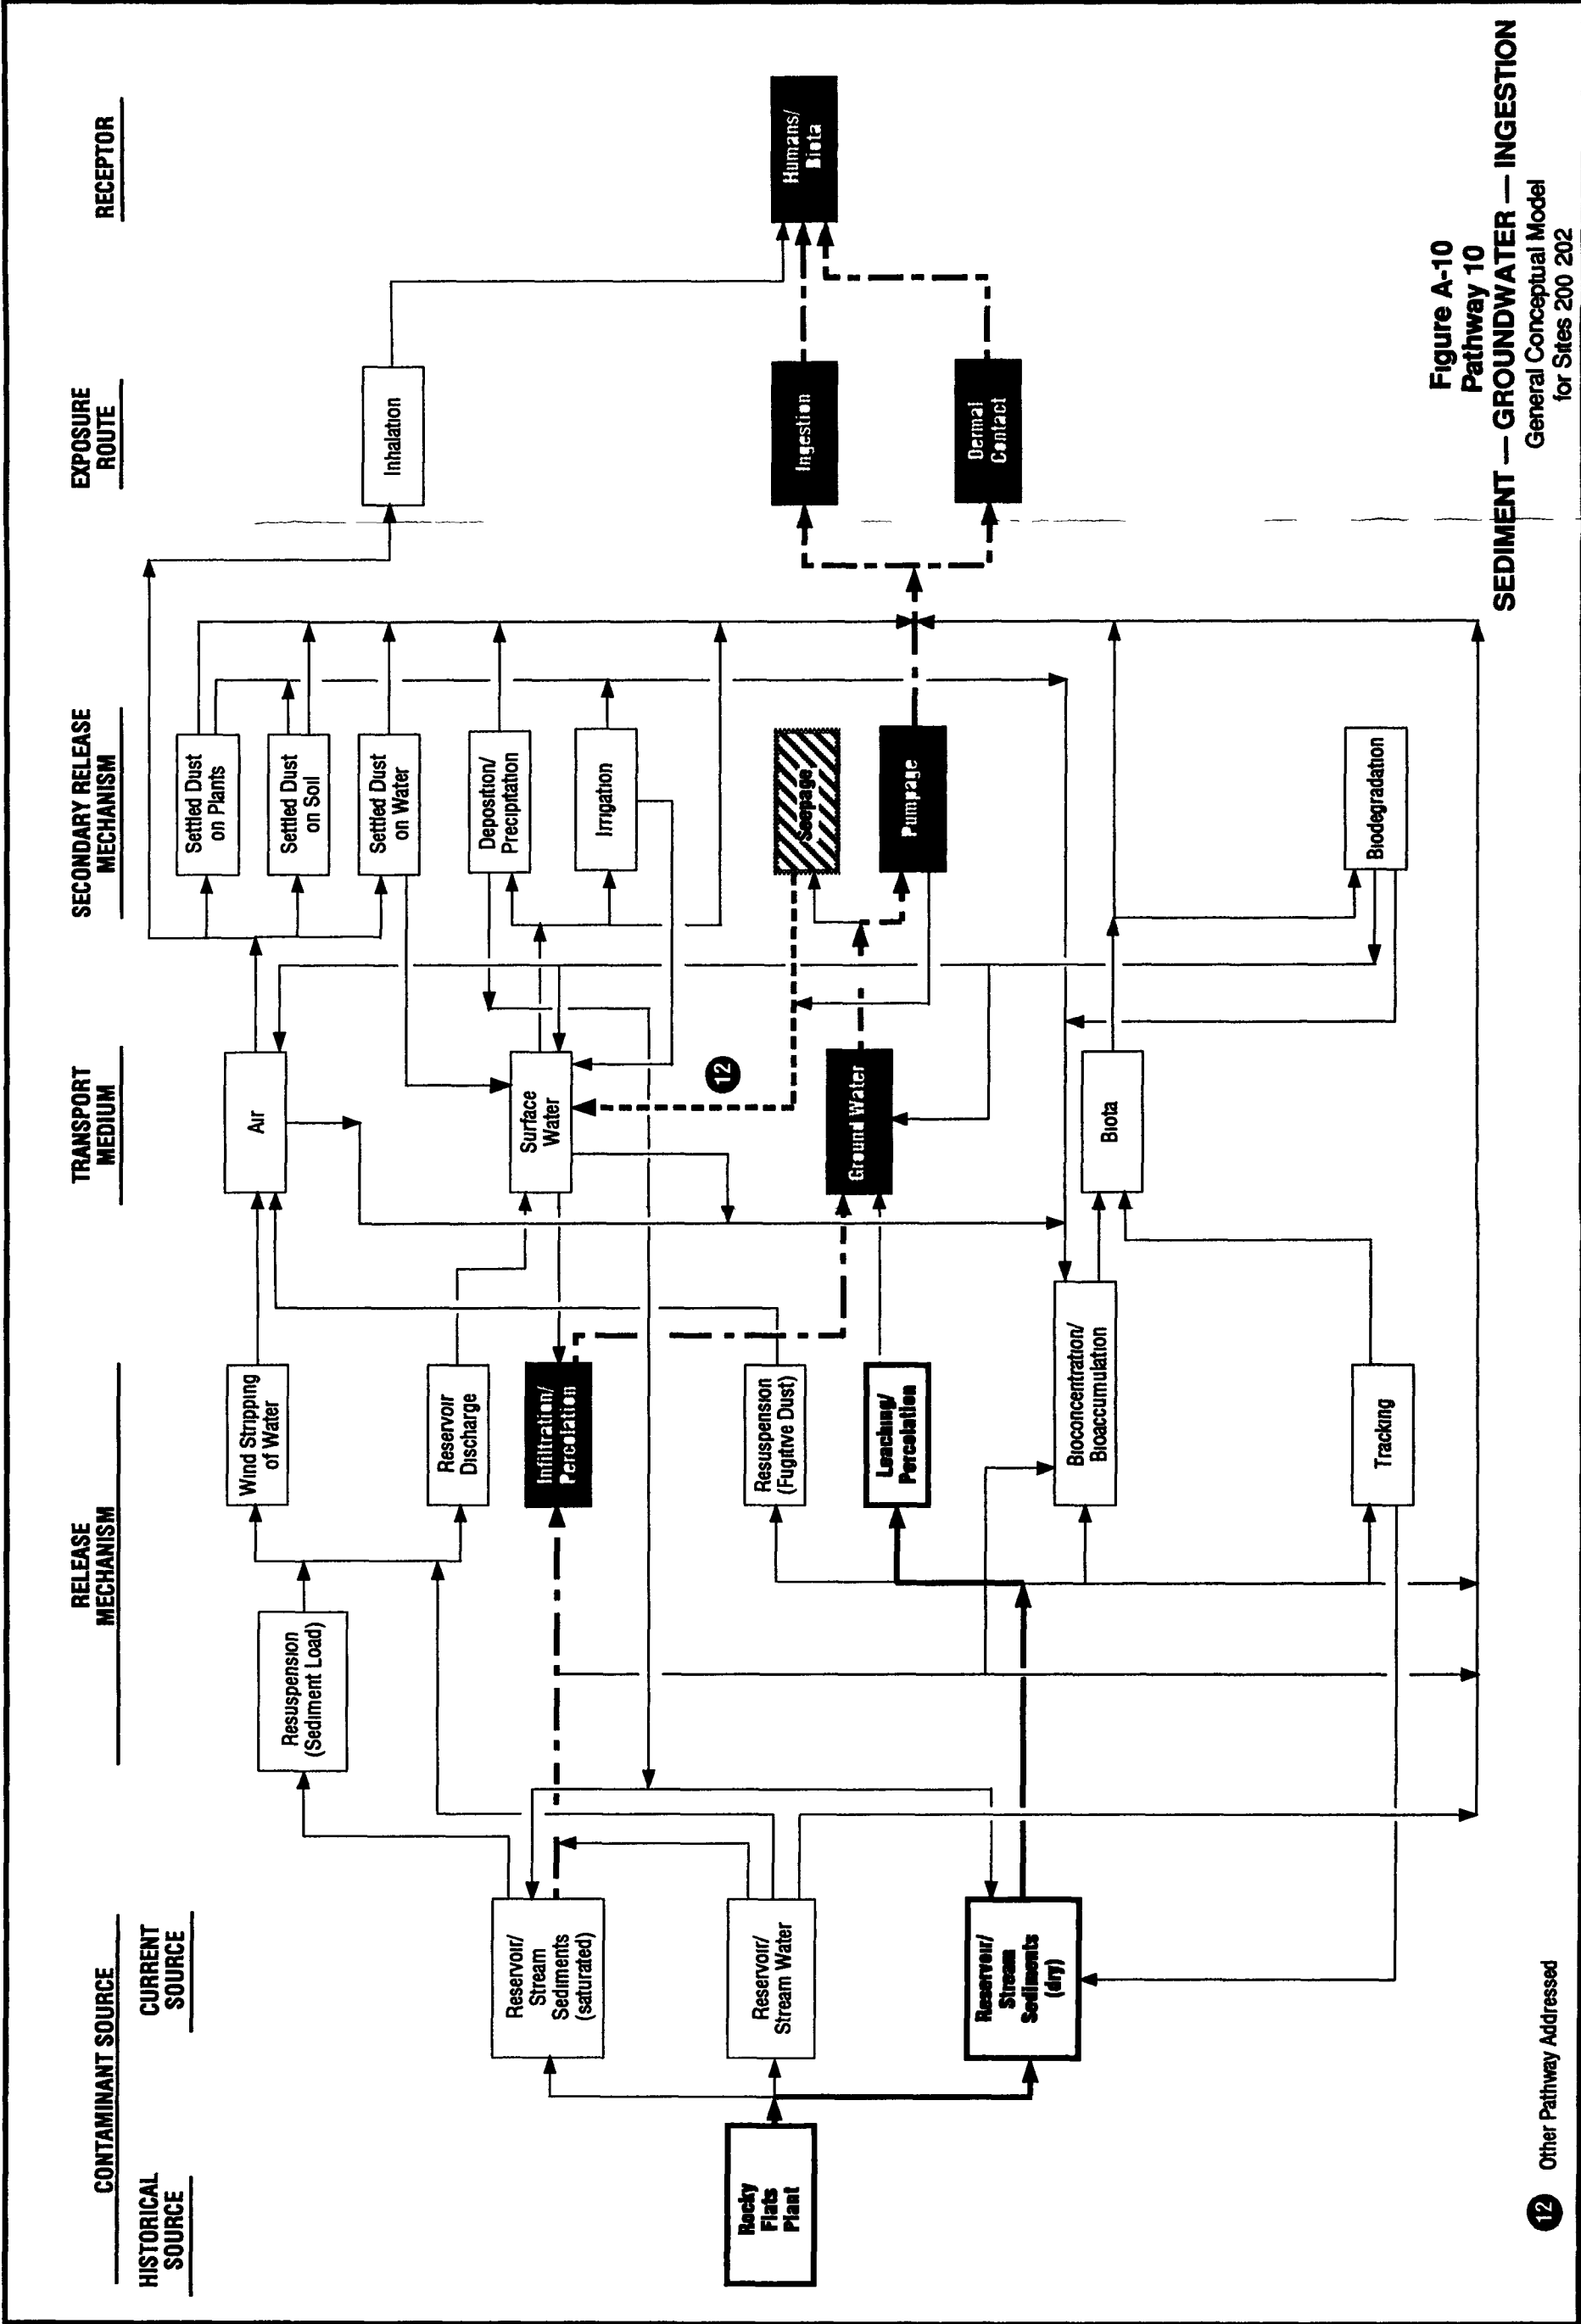 CONTAMINANT SOURCE
HISTORICAL
SOURCE
CURRENT
SOURCE
RELEASE
MECHANISM
TRANSPORT
MEDIUM
SECONDARY RELEASE
MECHANISM
EXPOSURE
ROUTE
RECEPTOR
Rocky
Flats
Plant
Reservoir/
Stream
Sediments
(saturated)
Reservoir/
Stream Water
Reservoir/
Stream
Sediments
(dry)
Resuspension
(Sediment Load)
Wind Stripping
of Water
Reservoir
Discharge
Infiltration/
Percolation
Resuspension
(Fugitive Dust)
Leaching/
Percolation
Bioconcentration/
Bioaccumulation
Tracking
Air
Surface
Water
12
Ground Water
Biota
Settled Dust
on Plants
Settled Dust
on Soil
Settled Dust
on Water
Deposition/
Precipitation
Irrigation
Seepage
Pumpage
Biodegradation
Inhalation
Ingestion
Dermal
Contact
Humans/
Biota
12 Other Pathway Addressed
Figure A-10
Pathway 10
SEDIMENT — GROUNDWATER — INGESTION
General Conceptual Model
for Sites 200 202